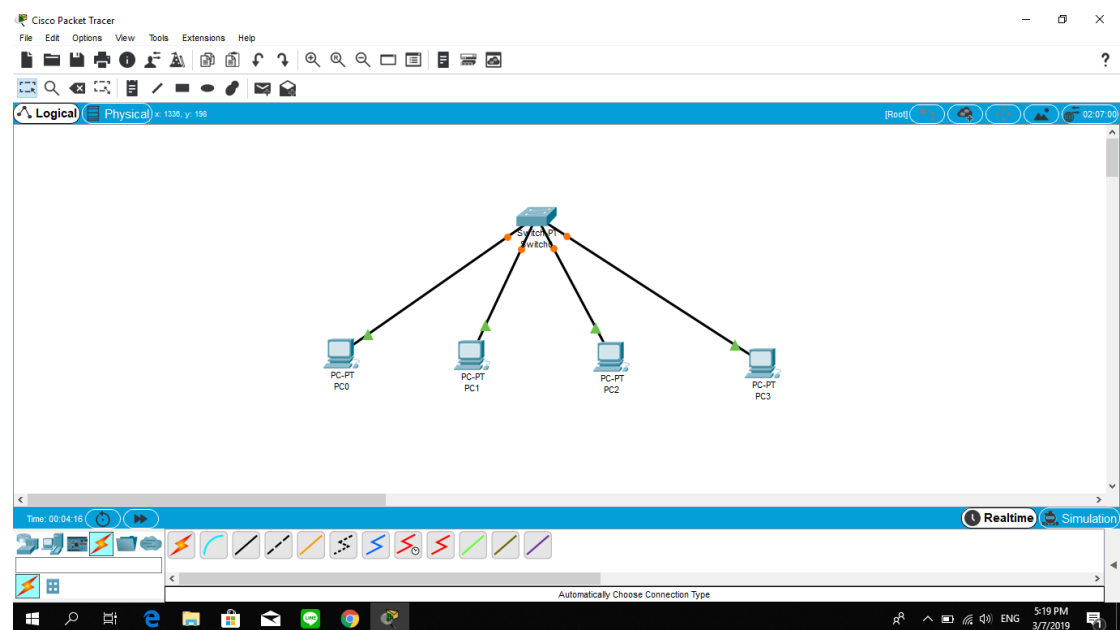 Cisco Packet Tracer
File Edit Options View Tools Extensions Help
?
Logical Physical x: 1336, y: 198 [Root] 02:07:00
Switch-PT
Switch0
PC-PT
PC0
PC-PT
PC1
PC-PT
PC2
PC-PT
PC3
Time: 00:04:16 Realtime Simulation
Automatically Choose Connection Type
LINE ENG 5:19 PM
3/7/2019 1